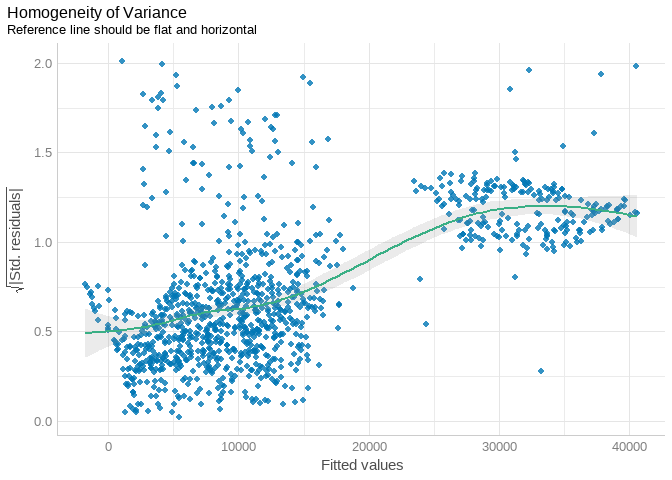 Homogeneity of Variance
Reference line should be flat and horizontal
2.0
1.5
1.0
0.5
0.0
√|Std. residuals|
0 10000 20000 30000 40000
Fitted values